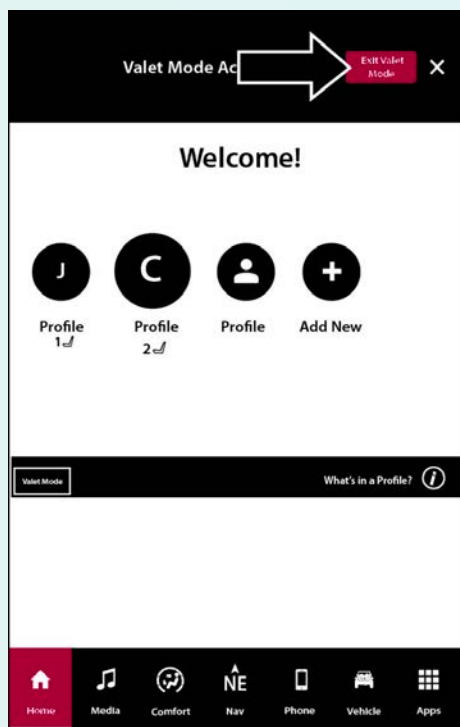 Valet Mode Ac
Exit Valet
Mode
Welcome!
J
C
Profile
1
Profile
2
Profile
Add New
Valet Mode
What's in a Profile?
i
NE
Home
Media
Comfort
Nav
Phone
Vehicle
Apps